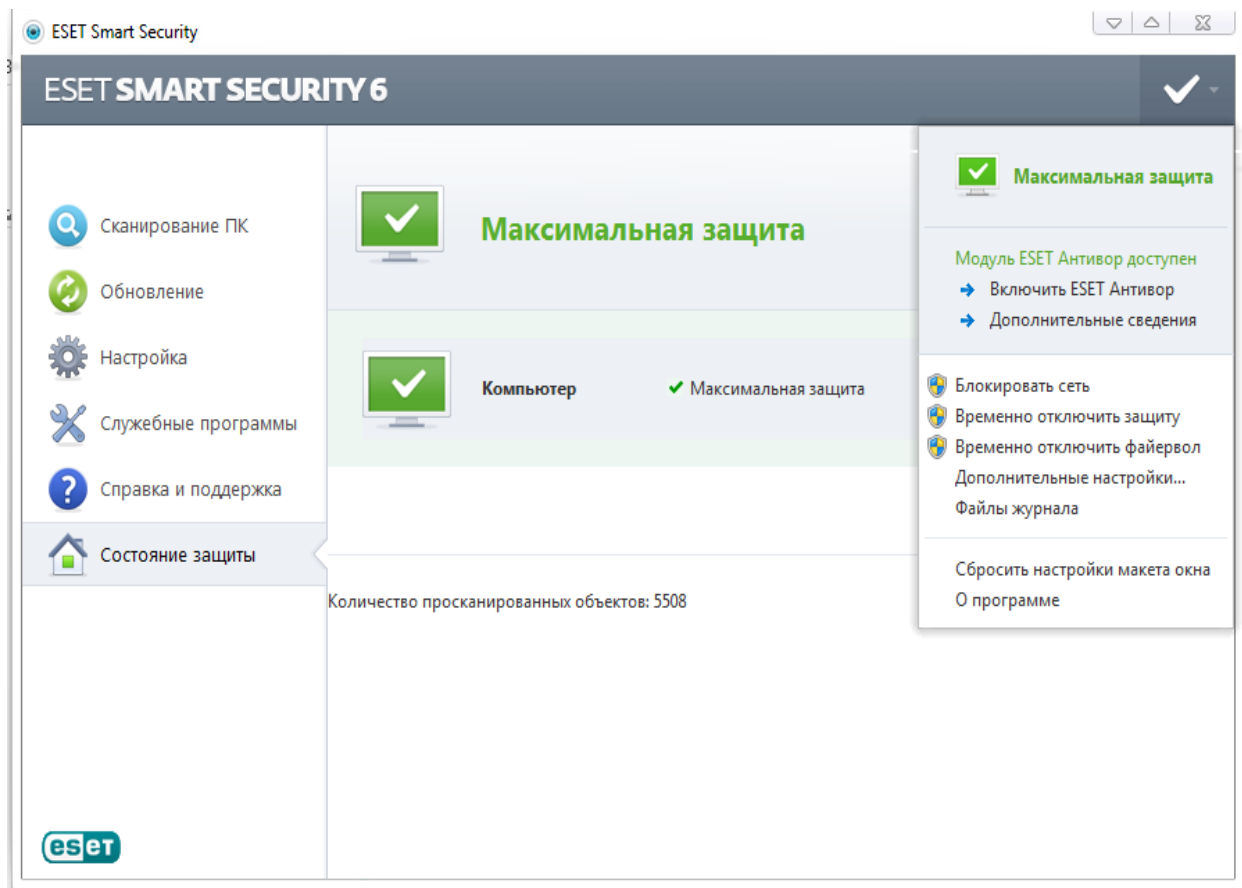 ESET Smart Security
ESET SMART SECURITY 6
Сканирование ПК
Обновление
Настройка
Служебные программы
Справка и поддержка
Состояние защиты
Максимальная защита
Компьютер
Максимальная защита
Количество просканированных объектов: 5508
Максимальная защита
Модуль ESET Антивор доступен
Включить ESET Антивор
Дополнительные сведения
Блокировать сеть
Временно отключить защиту
Временно отключить файервол
Дополнительные настройки...
Файлы журнала
Сбросить настройки макета окна
О программе
eset